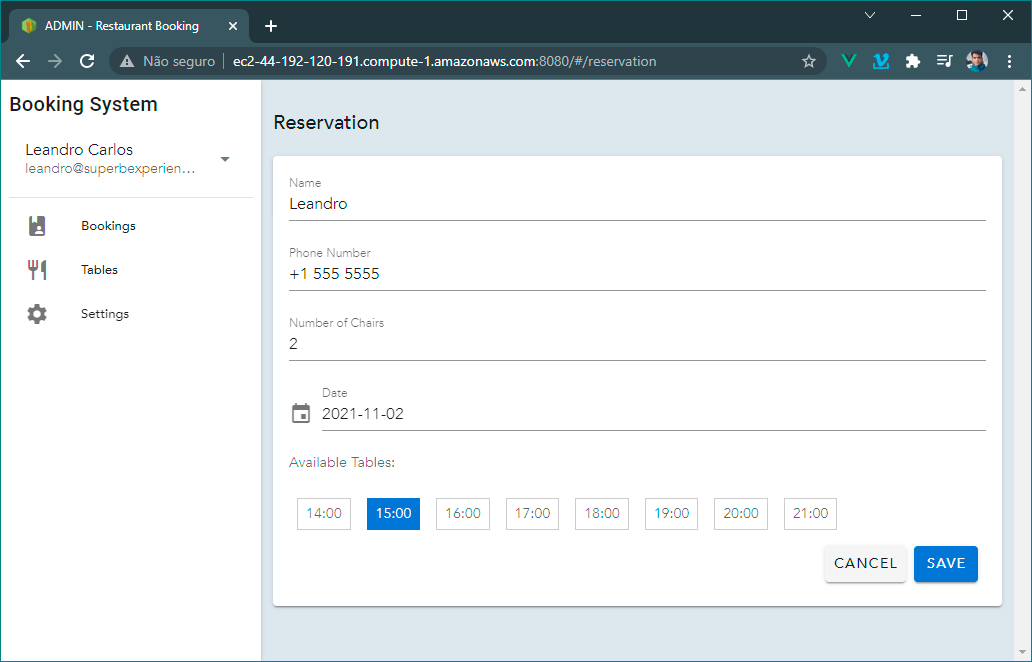 ADMIN - Restaurant Booking
Não seguro
ec2-44-192-120-191.compute-1.amazonaws.com:8080/#/reservation
Booking System
Leandro Carlos
leandro@superbexperien...
Bookings
Tables
Settings
Reservation
Name
Leandro
Phone Number
+1 555 5555
Number of Chairs
2
Date
2021-11-02
Available Tables:
14:00 15:00 16:00 17:00 18:00 19:00 20:00 21:00
CANCEL SAVE